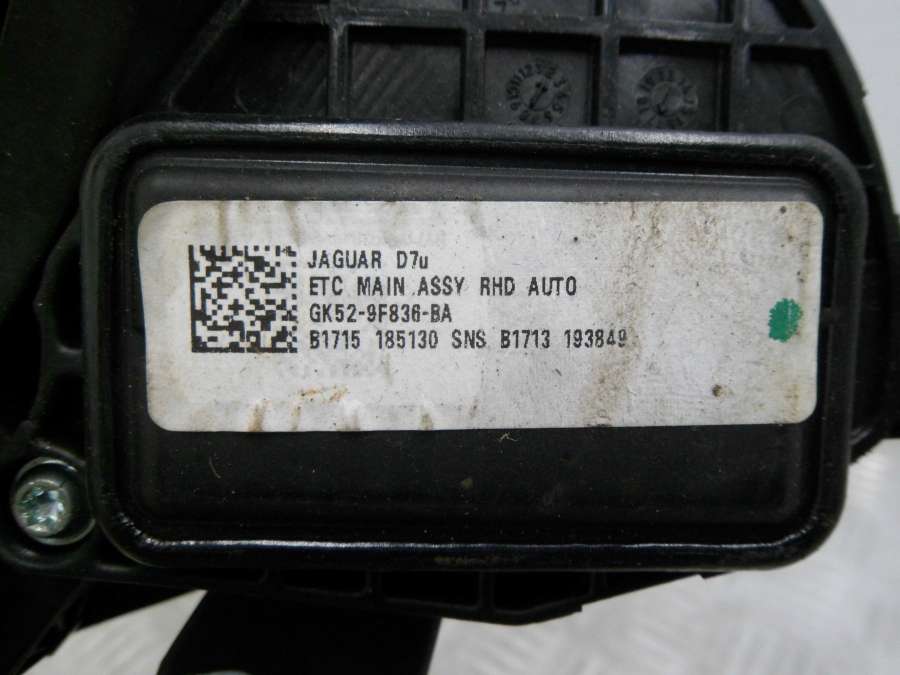 JAGUAR D7u
ETC MAIN ASSY RHD AUTO
GK52-9F836-BA
B1715 185130 SNS B1713 193849